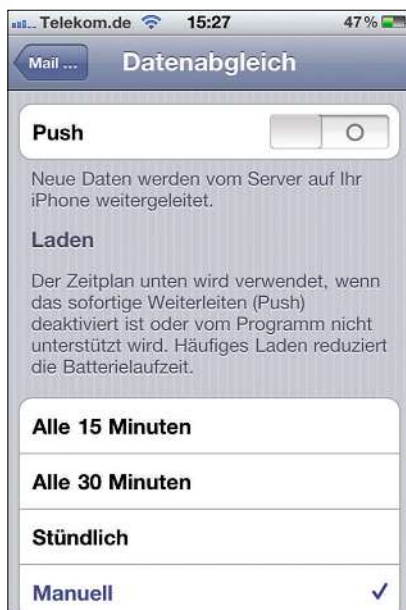 Telekom.de 15:27 47 %
Mail ... Datenabgleich
Push
Neue Daten werden vom Server auf Ihr
iPhone weitergeleitet.
Laden
Der Zeitplan unten wird verwendet, wenn
das sofortige Weiterleiten (Push)
deaktiviert ist oder vom Programm nicht
unterstützt wird. Häufiges Laden reduziert
die Batterielaufzeit.
Alle 15 Minuten
Alle 30 Minuten
Stündlich
Manuell